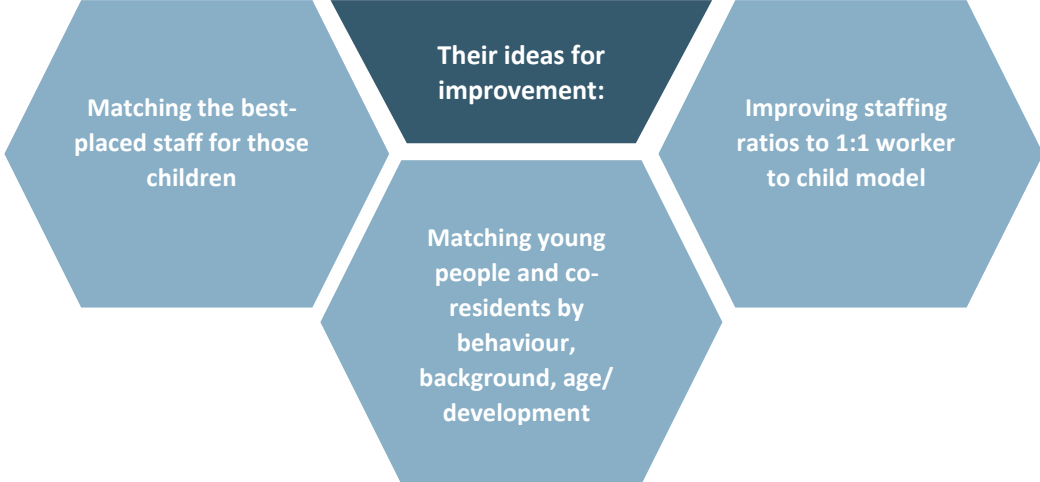 Their ideas for
improvement:
Matching the best-
placed staff for those
children
Matching young
people and co-
residents by
behaviour,
background, age/
development
Improving staffing
ratios to 1:1 worker
to child model